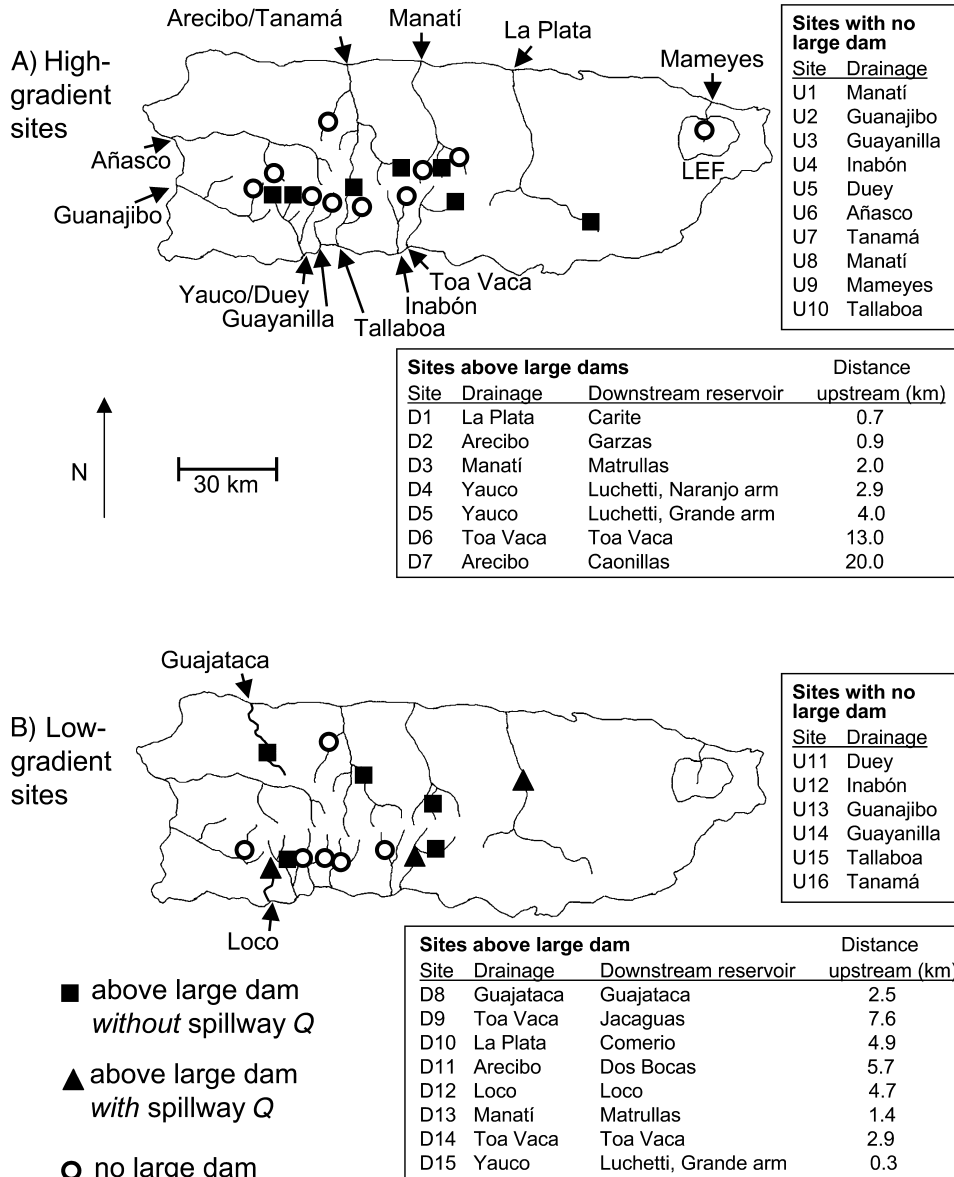 A) High-
gradient
sites
Arecibo/Tanamá
Manatí
La Plata
Mameyes
LEF
Añasco
Guanajibo
Yauco/Duey
Guayanilla
Tallaboa
Inabón
Toa Vaca
Sites with no
large dam
Site Drainage
U1 Manatí
U2 Guanajibo
U3 Guayanilla
U4 Inabón
U5 Duey
U6 Añasco
U7 Tanamá
U8 Manatí
U9 Mameyes
U10 Tallaboa
N
30 km
Sites above large dams Distance
Site Drainage Downstream reservoir upstream (km)
D1 La Plata Carite 0.7
D2 Arecibo Garzas 0.9
D3 Manatí Matrullas 2.0
D4 Yauco Luchetti, Naranjo arm 2.9
D5 Yauco Luchetti, Grande arm 4.0
D6 Toa Vaca Toa Vaca 13.0
D7 Arecibo Caonillas 20.0
B) Low-
gradient
sites
Guajataca
Loco
Sites with no
large dam
Site Drainage
U11 Duey
U12 Inabón
U13 Guanajibo
U14 Guayanilla
U15 Tallaboa
U16 Tanamá
above large dam
without spillway Q
above large dam
with spillway Q
no large dam
Sites above large dam Distance
Site Drainage Downstream reservoir upstream (km)
D8 Guajataca Guajataca 2.5
D9 Toa Vaca Jacaguas 7.6
D10 La Plata Comerio 4.9
D11 Arecibo Dos Bocas 5.7
D12 Loco Loco 4.7
D13 Manatí Matrullas 1.4
D14 Toa Vaca Toa Vaca 2.9
D15 Yauco Luchetti, Grande arm 0.3